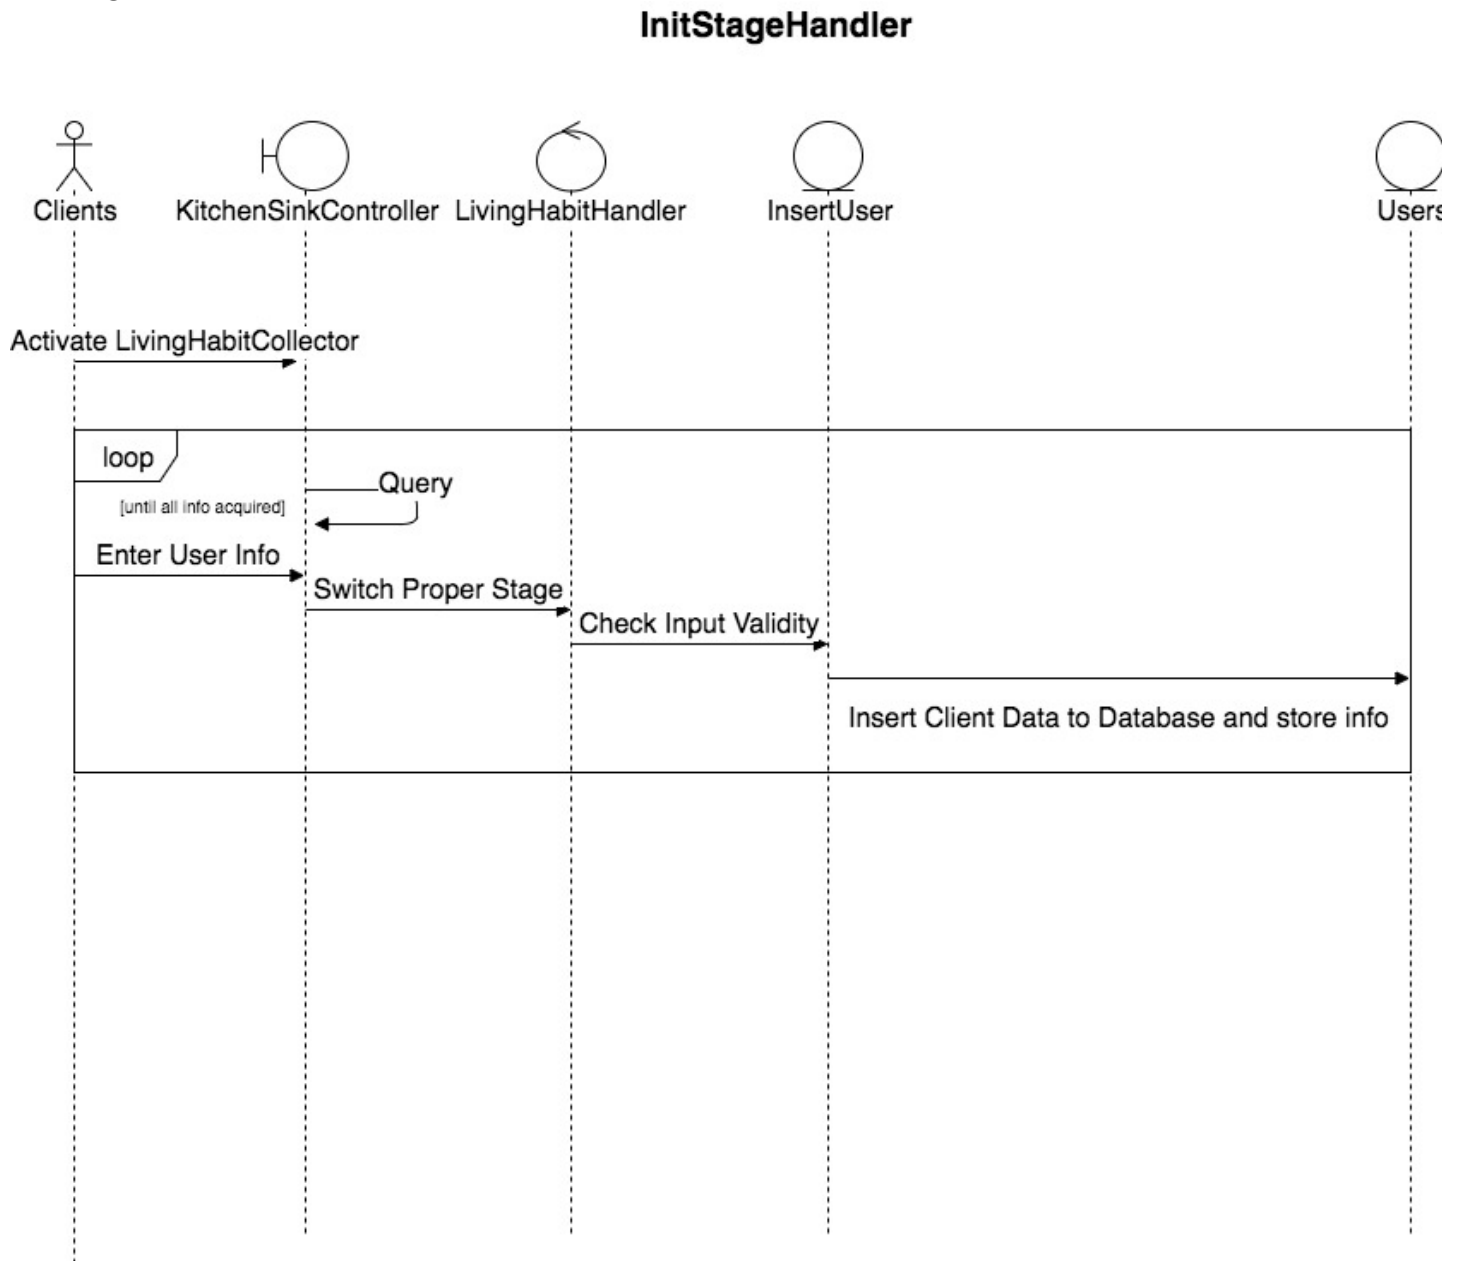 InitStageHandler
Clients
KitchenSinkController
LivingHabitHandler
InsertUser
Users
Activate LivingHabitCollector
loop
Query
[until all info acquired]
Enter User Info
Switch Proper Stage
Check Input Validity
Insert Client Data to Database and store info